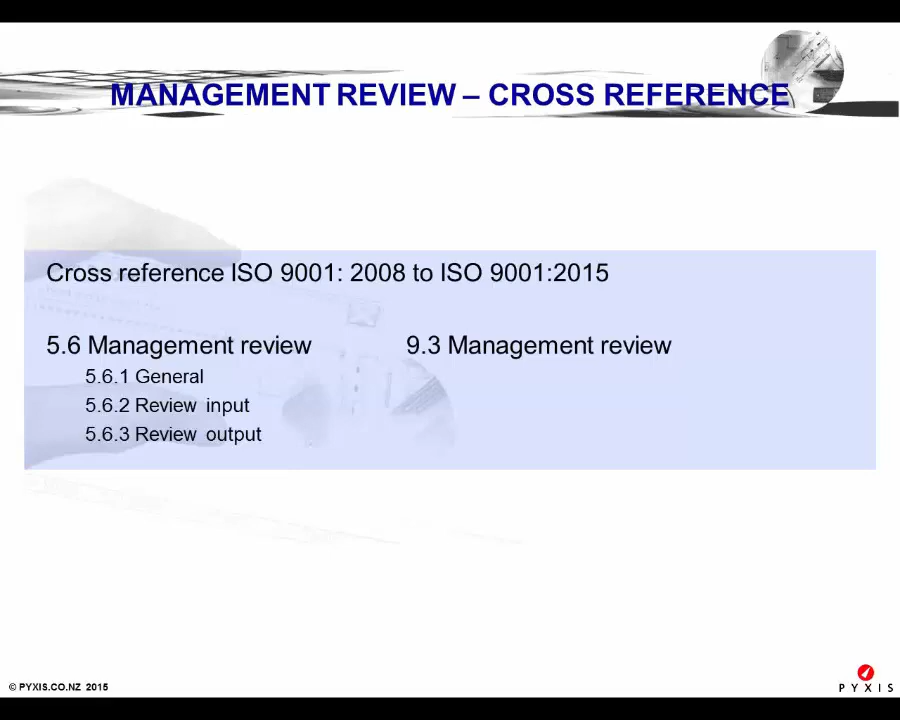 MANAGEMENT REVIEW – CROSS REFERENCE
Cross reference ISO 9001: 2008 to ISO 9001:2015
5.6 Management review 9.3 Management review
5.6.1 General
5.6.2 Review input
5.6.3 Review output
© PYXIS.CO.NZ 2015
PYXIS